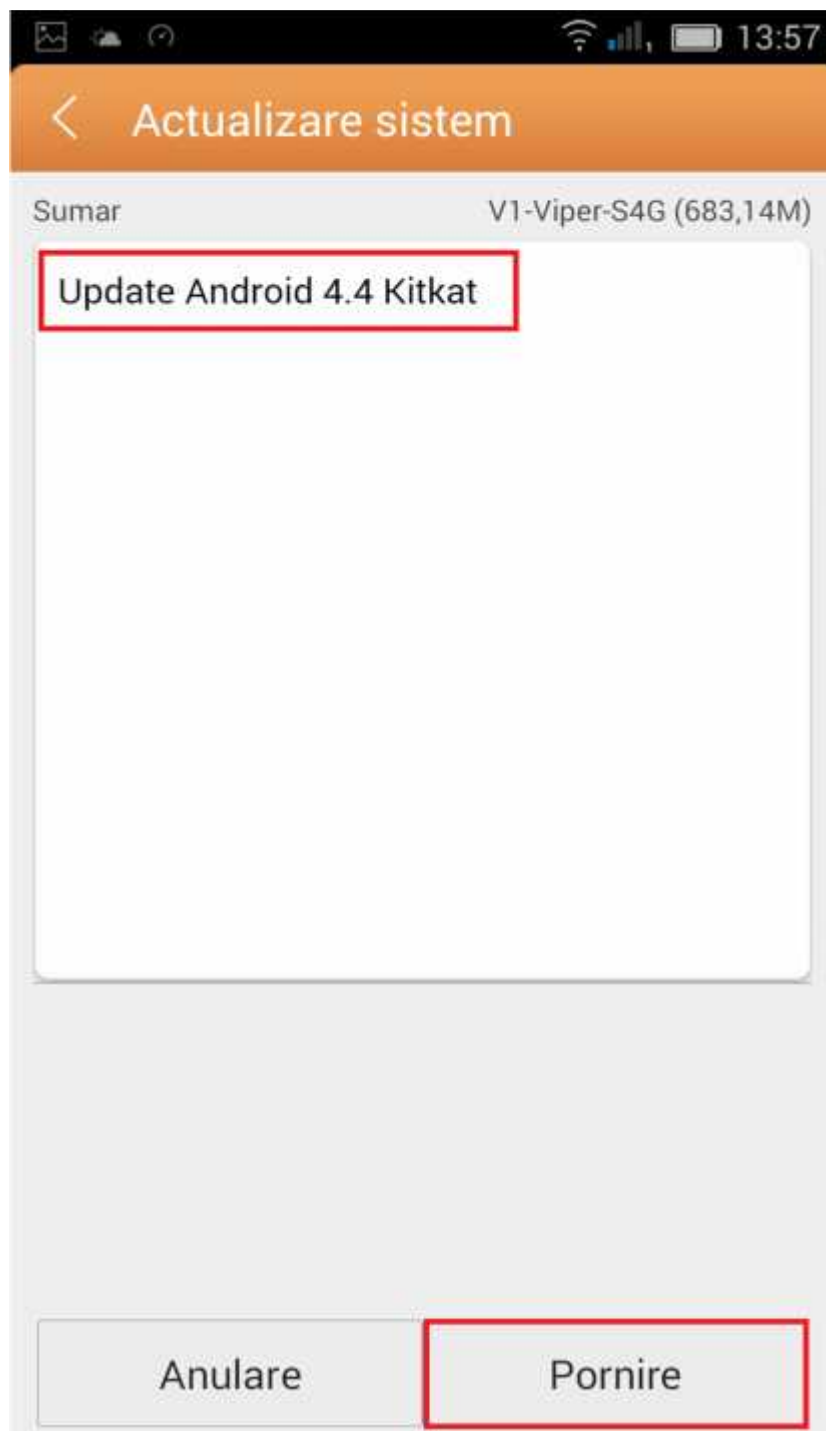 13:57
Actualizare sistem
Sumar V1-Viper-S4G (683,14M)
Update Android 4.4 Kitkat
Anulare Pornire